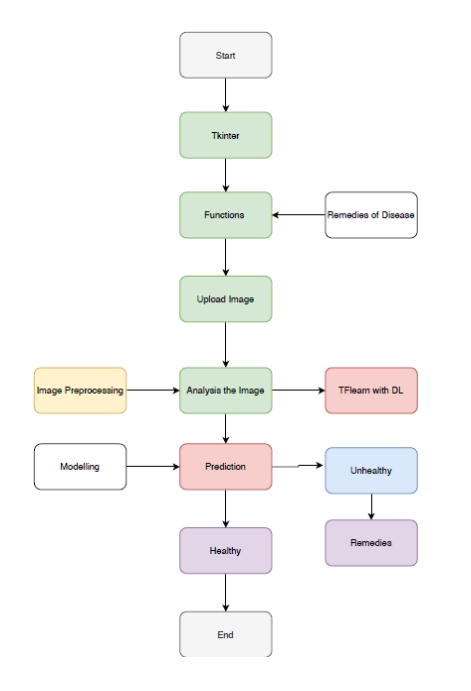 Start
Tkinter
Functions
Remedies of Disease
Upload Image
Image Preprocessing
Analysis the Image
TFlearn with DL
Modelling
Prediction
Unhealthy
Healthy
Remedies
End